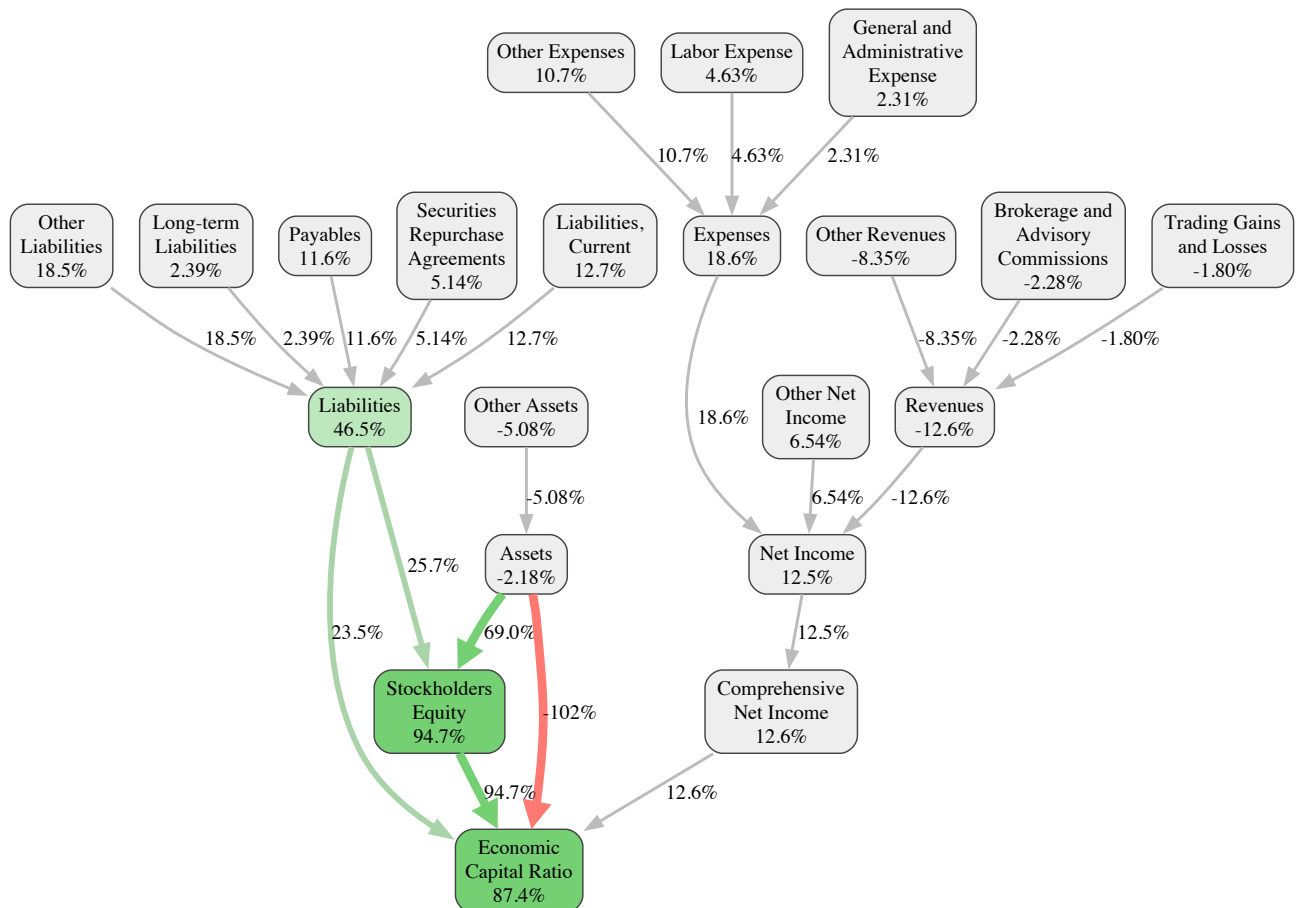 General and
Administrative
Expense
2.31%
Other Expenses
10.7%
Labor Expense
4.63%
10.7%
4.63%
2.31%
Other
Liabilities
18.5%
Long-term
Liabilities
2.39%
Payables
11.6%
Securities
Repurchase
Agreements
5.14%
Liabilities,
Current
12.7%
Expenses
18.6%
Other Revenues
-8.35%
Brokerage and
Advisory
Commissions
-2.28%
Trading Gains
and Losses
-1.80%
18.5%
2.39%
11.6%
5.14%
12.7%
-8.35%
-2.28%
-1.80%
Liabilities
46.5%
Other Assets
-5.08%
18.6%
Other Net
Income
6.54%
Revenues
-12.6%
-5.08%
6.54%
-12.6%
25.7%
Assets
-2.18%
Net Income
12.5%
23.5%
69.0%
12.5%
Stockholders
Equity
94.7%
-102%
Comprehensive
Net Income
12.6%
94.7%
12.6%
Economic
Capital Ratio
87.4%